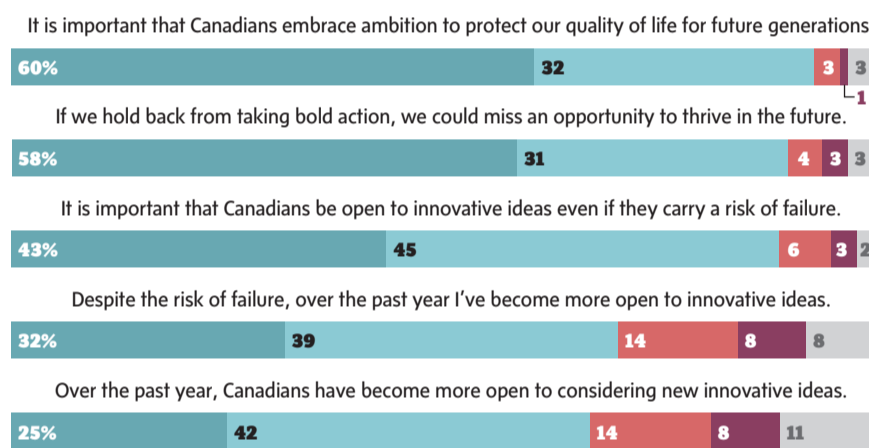 It is important that Canadians embrace ambition to protect our quality of life for future generations
60% 32 3 3
1
If we hold back from taking bold action, we could miss an opportunity to thrive in the future.
58% 31 4 3 3
It is important that Canadians be open to innovative ideas even if they carry a risk of failure.
43% 45 6 3 2
Despite the risk of failure, over the past year I've become more open to innovative ideas.
32% 39 14 8 8
Over the past year, Canadians have become more open to considering new innovative ideas.
25% 42 14 8 11